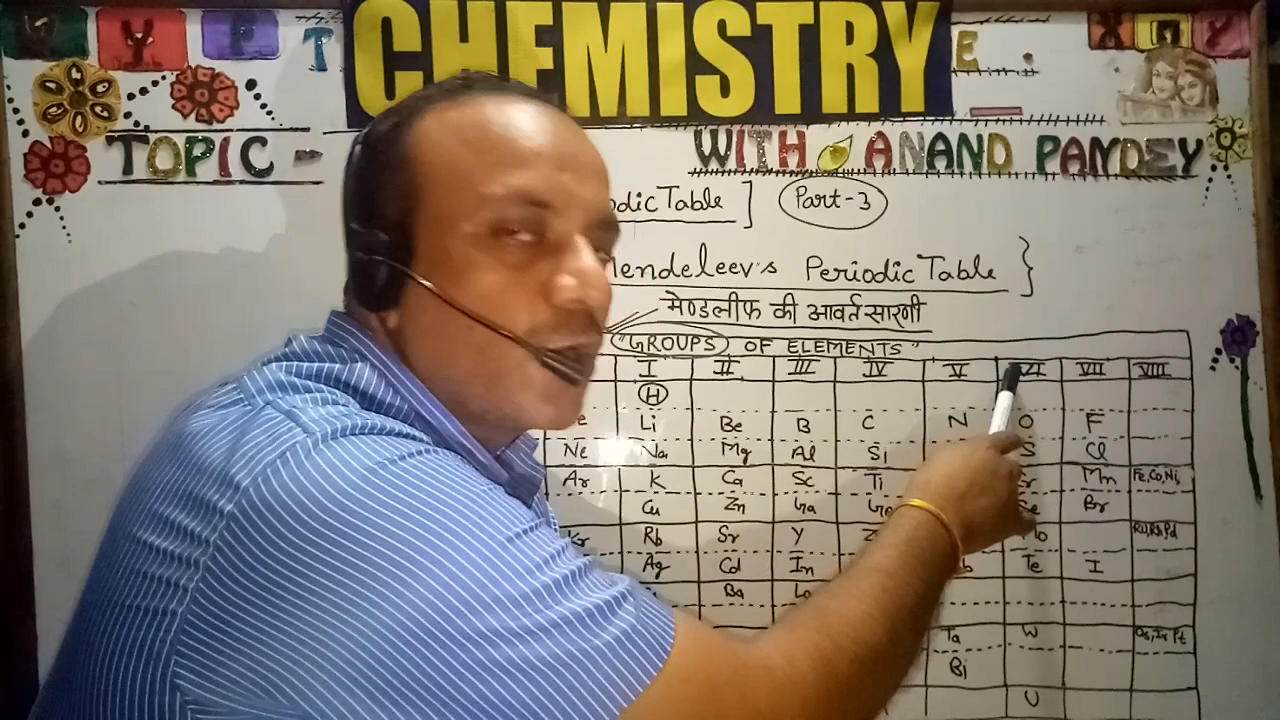 CHEMISTRY
TOPIC -
WITH ANAND PANDEY
Table ]
Part-3
Mendeleev's Periodic Table }
मेण्डलीफ की आवर्त सारणी
"GROUPS OF ELEMENTS"
I II III IV V VI VII VIII
H
Li Be B C N O F
Ne Na Mg Al Si S Cl
Ar K Ca Sc Ti Mn Fe, Co, Ni,
Cu Zn Ga Br
Kr Rb Sr Y Ru, Rh, Pd
Ag Cd In Te I
Ba La
Ta W Os, Ir, Pt
Bi
U